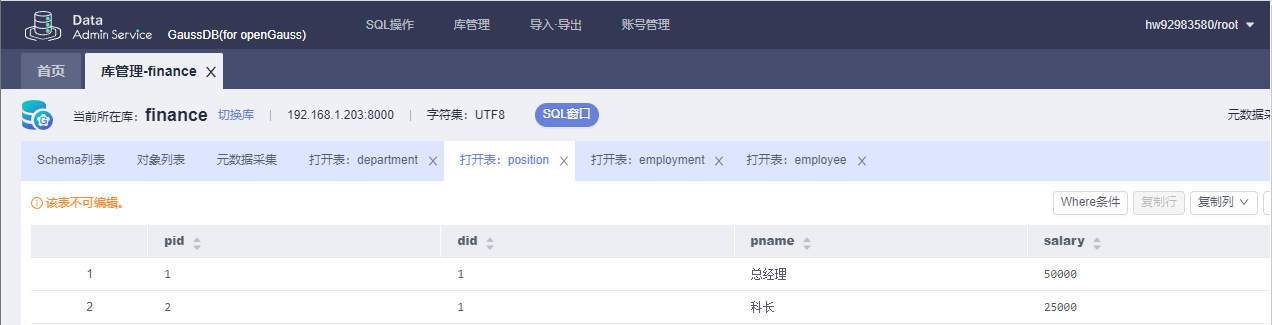 Data Admin Service GaussDB(for openGauss) SQL操作 库管理 导入·导出 账号管理 hw92983580/root
首页 库管理-finance
当前所在库： finance 切换库 | 192.168.1.203:8000 | 字符集：UTF8 SQL窗口 元数据采
Schema列表 对象列表 元数据采集 打开表：department 打开表：position 打开表：employment 打开表：employee
该表不可编辑。 Where条件 复制行 复制列
pid did pname salary
1 1 1 总经理 50000
2 2 1 科长 25000